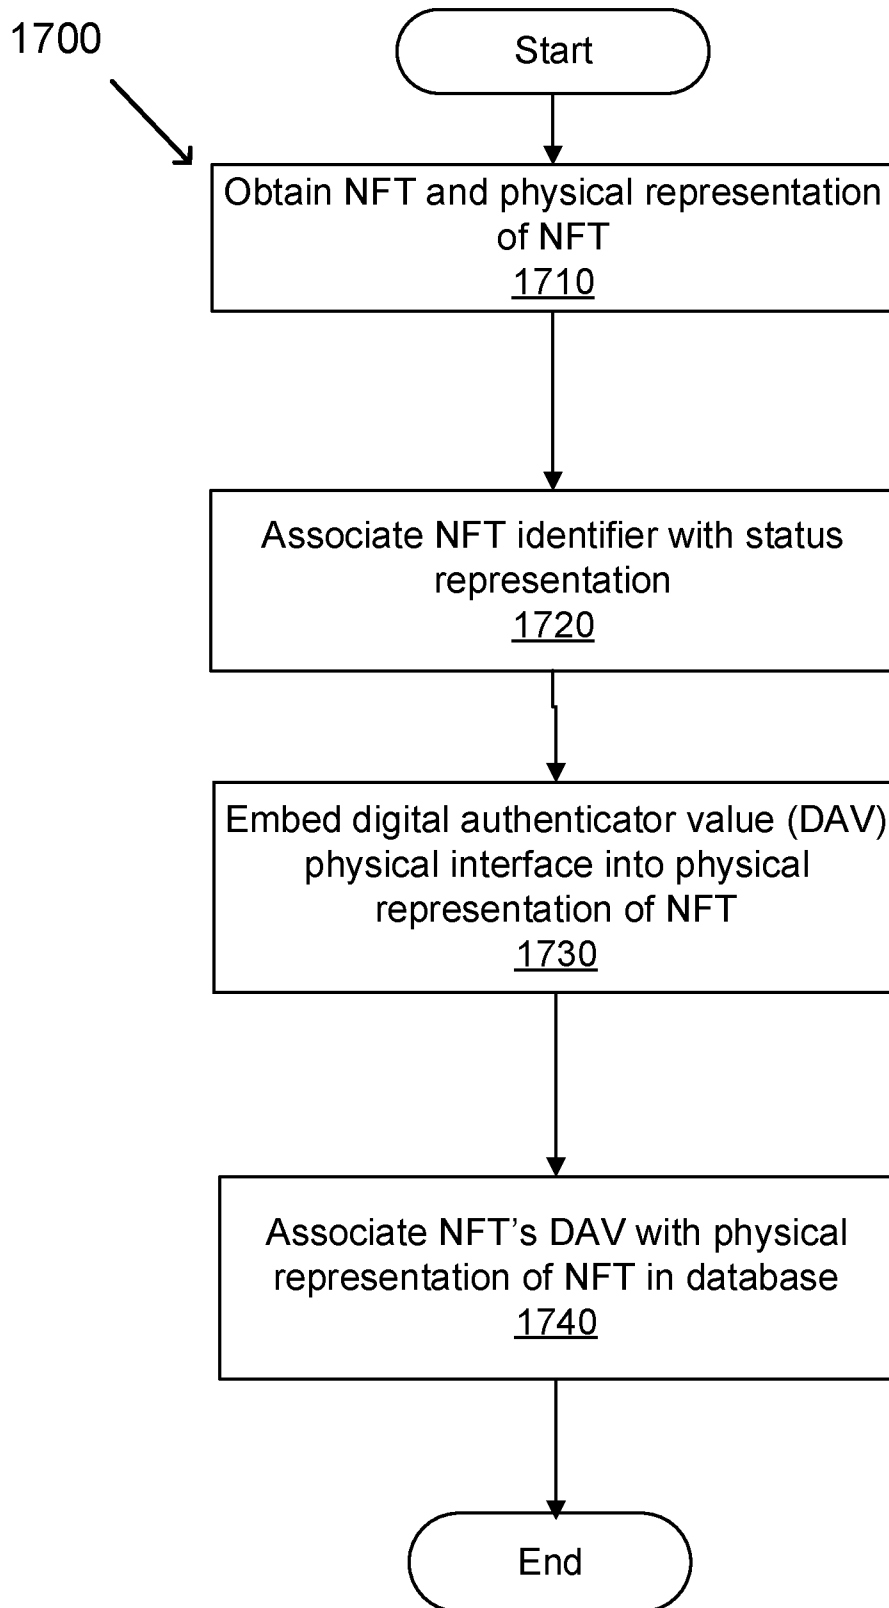 1700
Start
Obtain NFT and physical representation
of NFT
1710
Associate NFT identifier with status
representation
1720
Embed digital authenticator value (DAV)
physical interface into physical
representation of NFT
1730
Associate NFT's DAV with physical
representation of NFT in database
1740
End